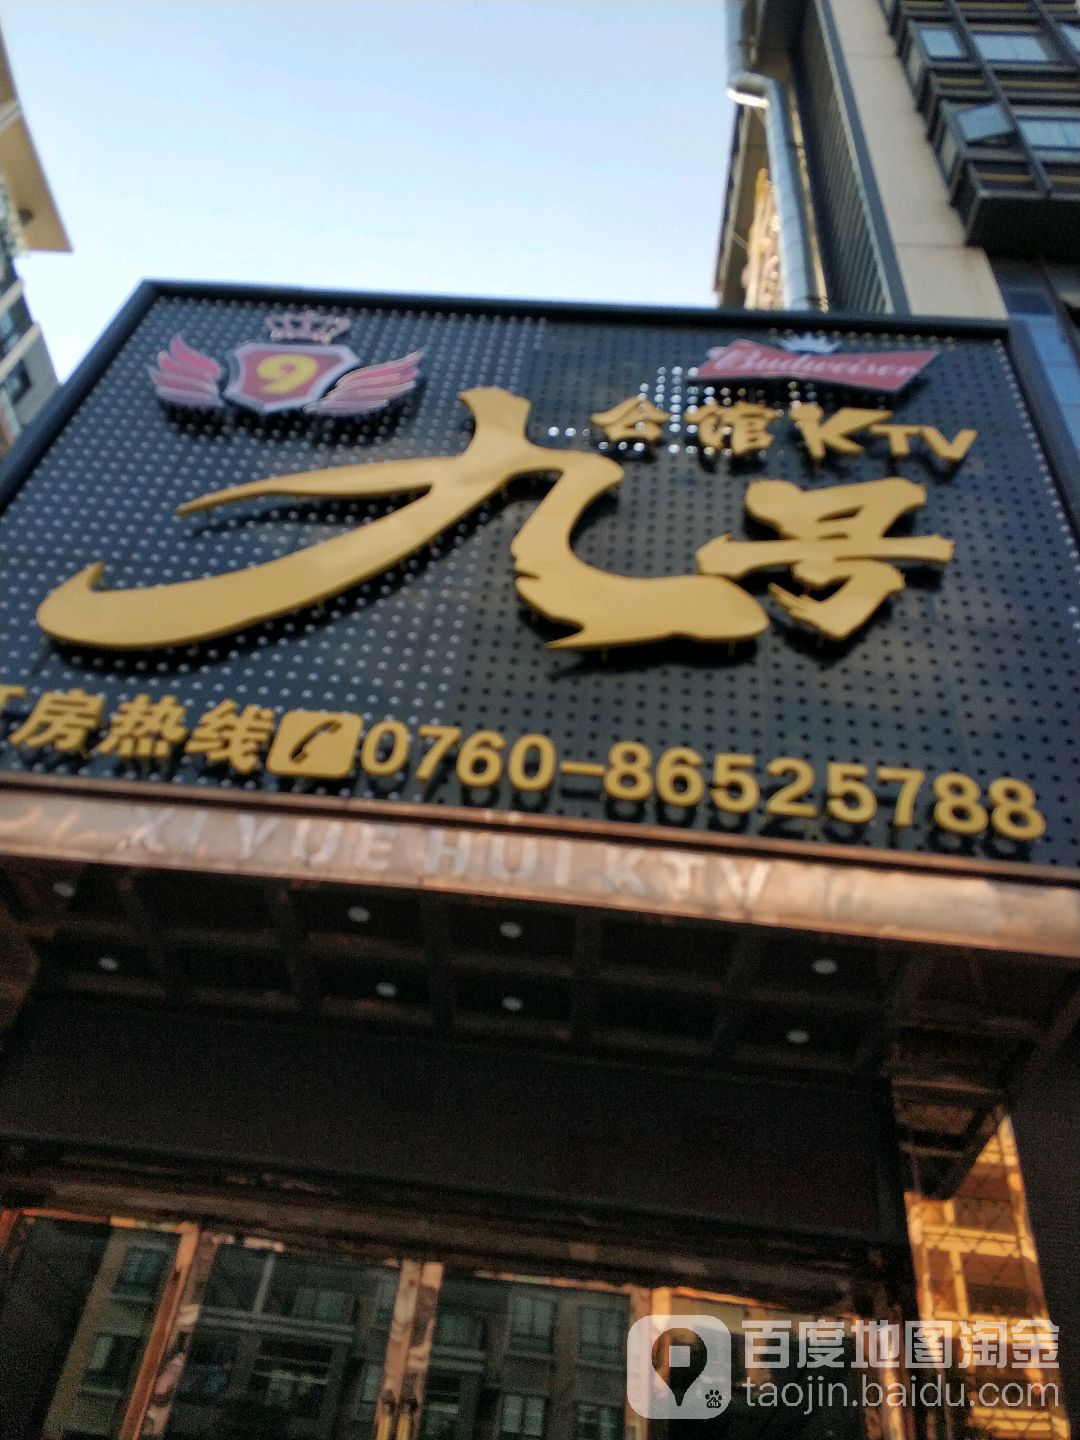 9
Budweiser
会馆KTV
九号
订房热线 0760-86525788
XI YUE HUI KTV
百度地图淘金
taojin.baidu.com